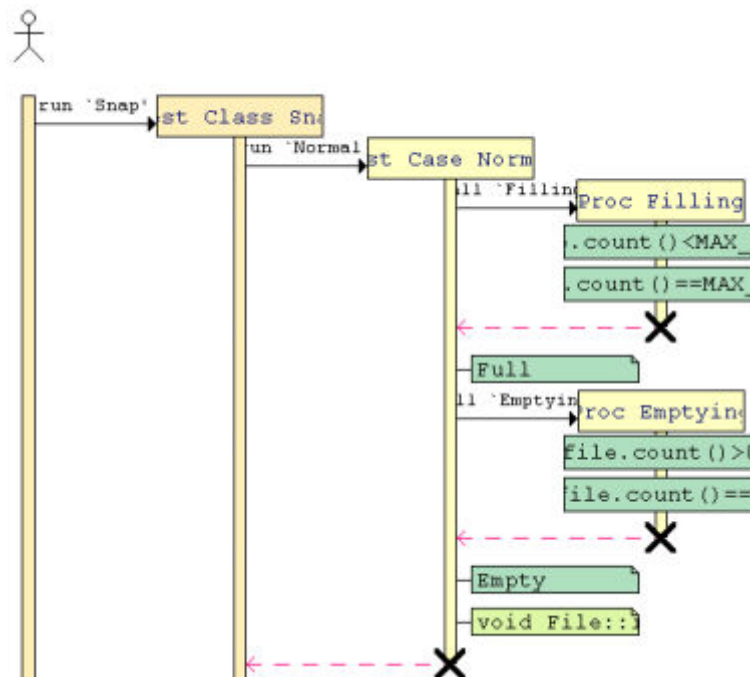 run `Snap'
st Class Sna
un `Normal
st Case Norm
ll `Filling
Proc Filling
.count()<MAX_
.count()==MAX_
Full
ll `Emptyin
roc Emptying
file.count()>
file.count()==
Empty
void File::